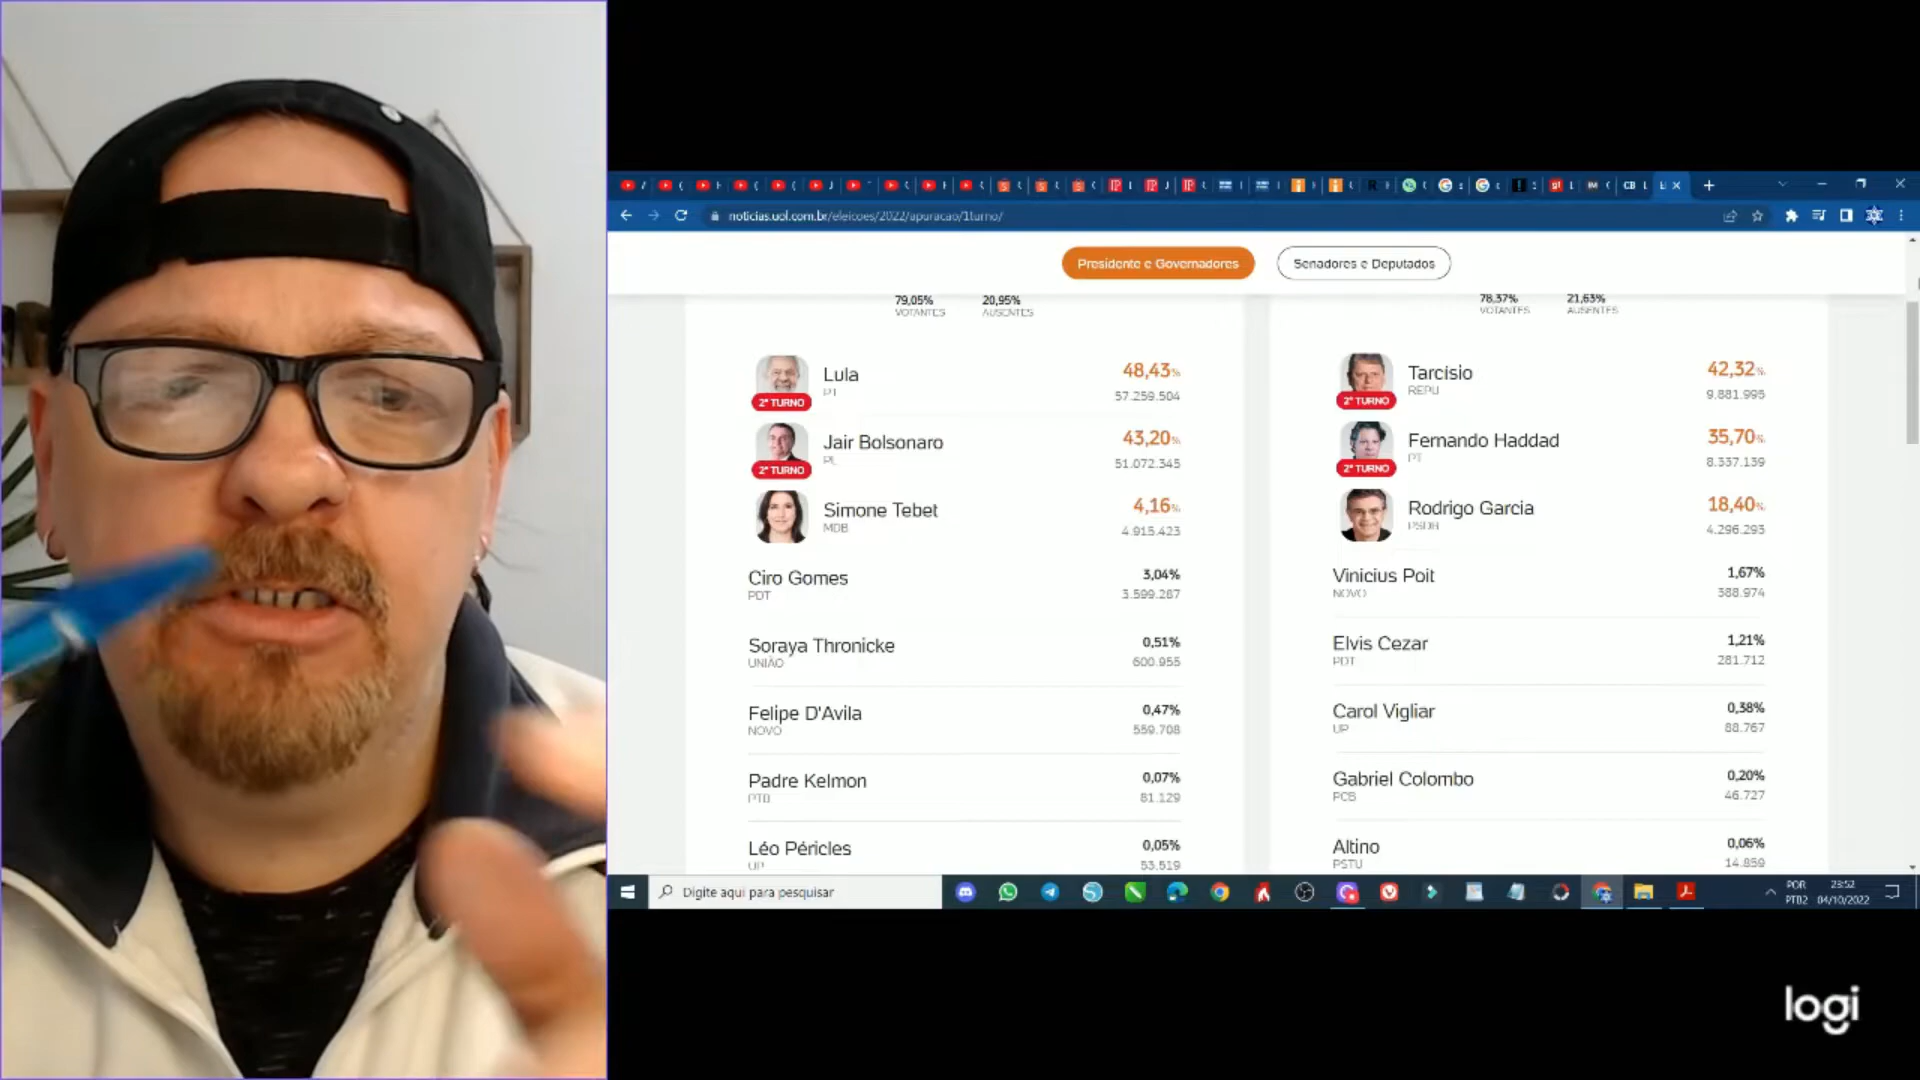 noticias.uol.com.br/eleicoes/2022/apuracao/1turno/
Presidente e Governadores
Senadores e Deputados
79,05%
VOTANTES
20,95%
AUSENTES
Lula
PT
2º TURNO
48,43%
57.259.504
Jair Bolsonaro
PL
2º TURNO
43,20%
51.072.345
Simone Tebet
MDB
4,16%
4.915.423
Ciro Gomes
PDT
3,04%
3.599.287
Soraya Thronicke
UNIÃO
0,51%
600.955
Felipe D'Avila
NOVO
0,47%
559.708
Padre Kelmon
PTB
0,07%
81.129
Léo Péricles
UP
0,05%
53.519
78,37%
VOTANTES
21,63%
AUSENTES
Tarcísio
REPU
2º TURNO
42,32%
9.881.995
Fernando Haddad
PT
2º TURNO
35,70%
8.337.139
Rodrigo Garcia
PSDB
18,40%
4.296.293
Vinicius Poit
NOVO
1,67%
388.974
Elvis Cezar
PDT
1,21%
281.712
Carol Vigliar
UP
0,38%
88.767
Gabriel Colombo
PCB
0,20%
46.727
Altino
PSTU
0,06%
14.859
Digite aqui para pesquisar
POR
PTB2
23:52
04/10/2022
logi